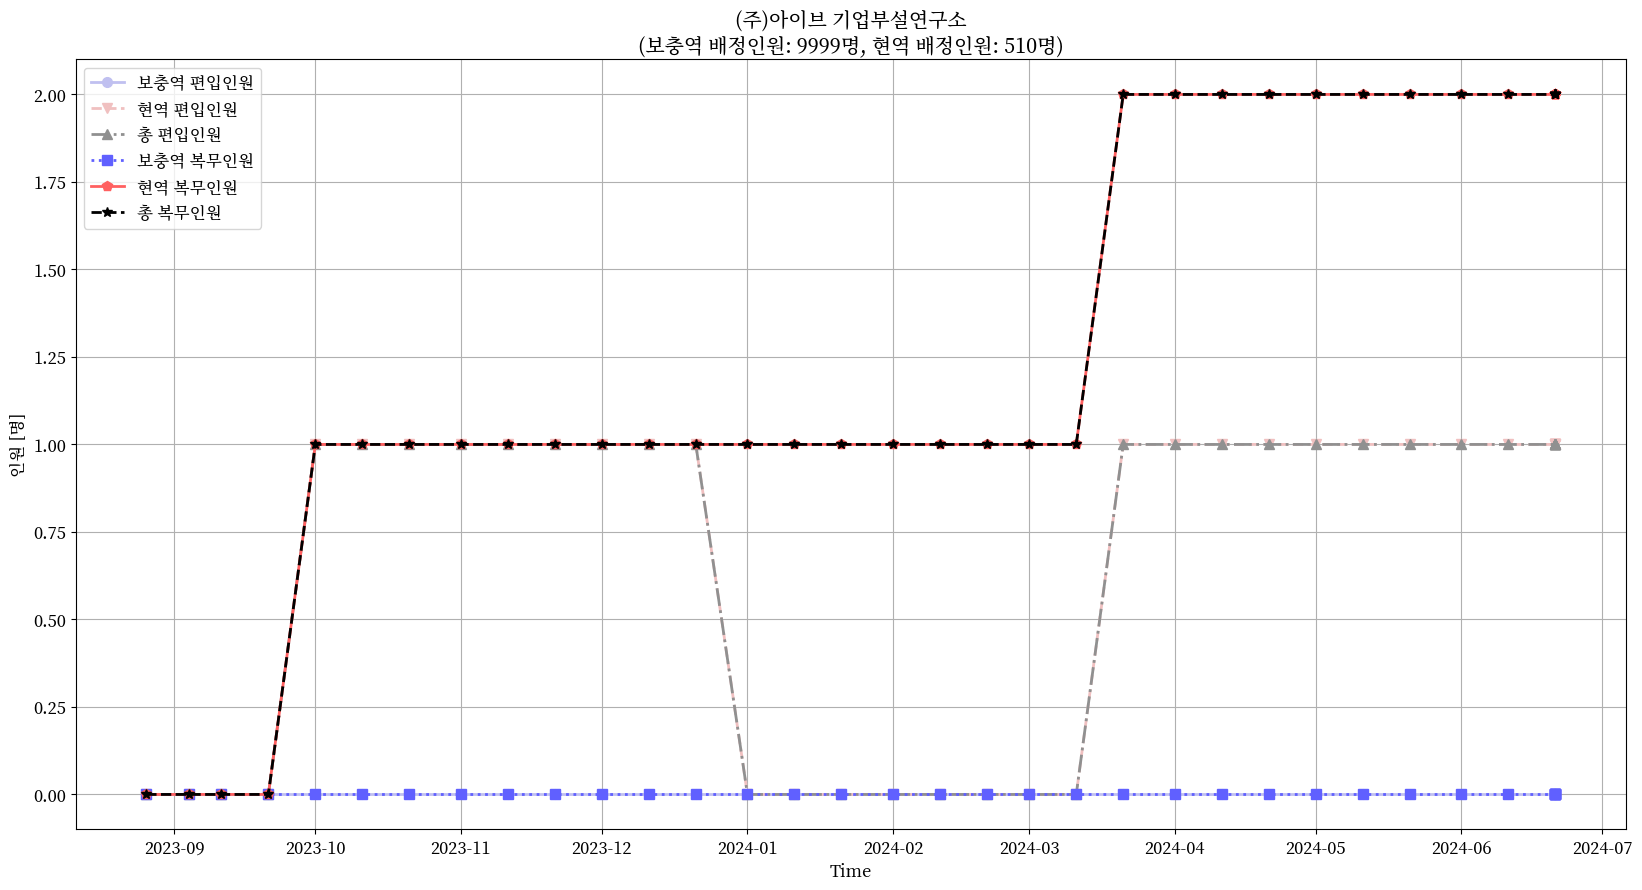 (주)아이브 기업부설연구소
(보충역 배정인원: 9999명, 현역 배정인원: 510명)
보충역 편입인원
현역 편입인원
총 편입인원
보충역 복무인원
현역 복무인원
총 복무인원
2.00
1.75
1.50
1.25
1.00
0.75
0.50
0.25
0.00
인원 [명]
2023-09 2023-10 2023-11 2023-12 2024-01 2024-02 2024-03 2024-04 2024-05 2024-06 2024-07
Time